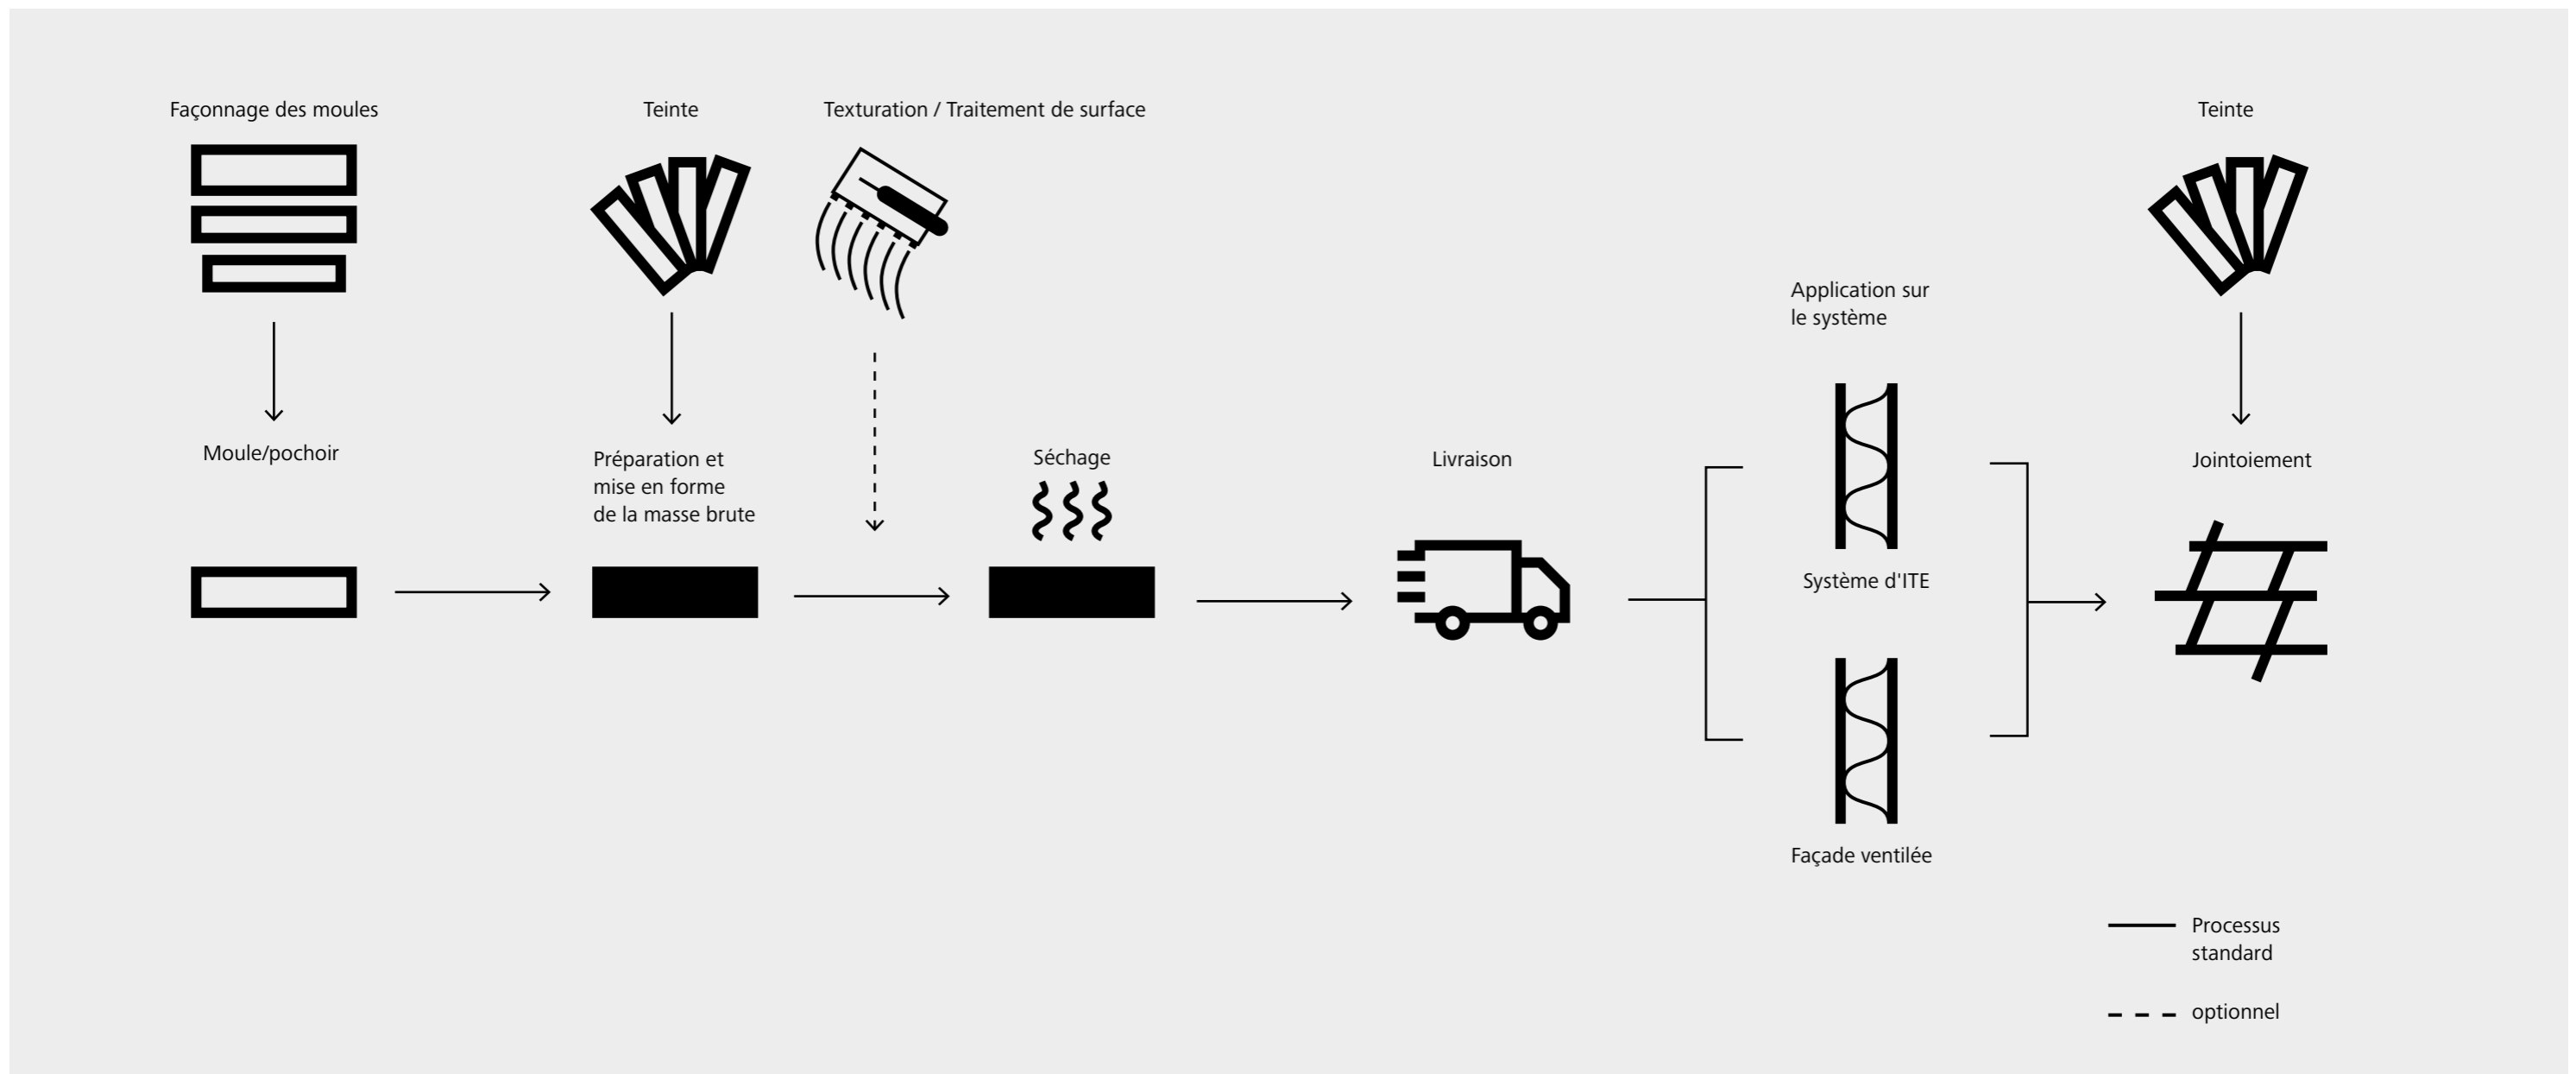 Façonnage des moules
Teinte
Texturation / Traitement de surface
Teinte
Application sur
le système
Moule/pochoir
Préparation et
mise en forme
de la masse brute
Séchage
Livraison
Jointoiement
Système d'ITE
Façade ventilée
Processus
standard
optionnel